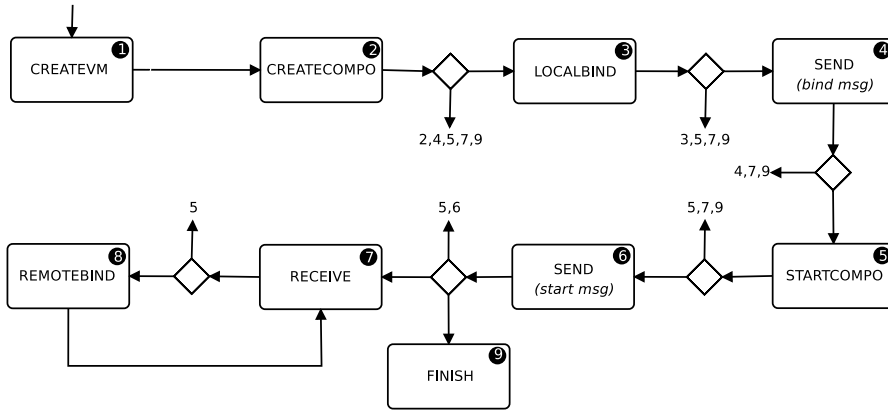 1
CREATEVM
2
CREATECOMPO
2,4,5,7,9
3
LOCALBIND
3,5,7,9
4
SEND
(bind msg)
4,7,9
5
STARTCOMPO
5,7,9
6
SEND
(start msg)
5,6
7
RECEIVE
5
8
REMOTEBIND
9
FINISH